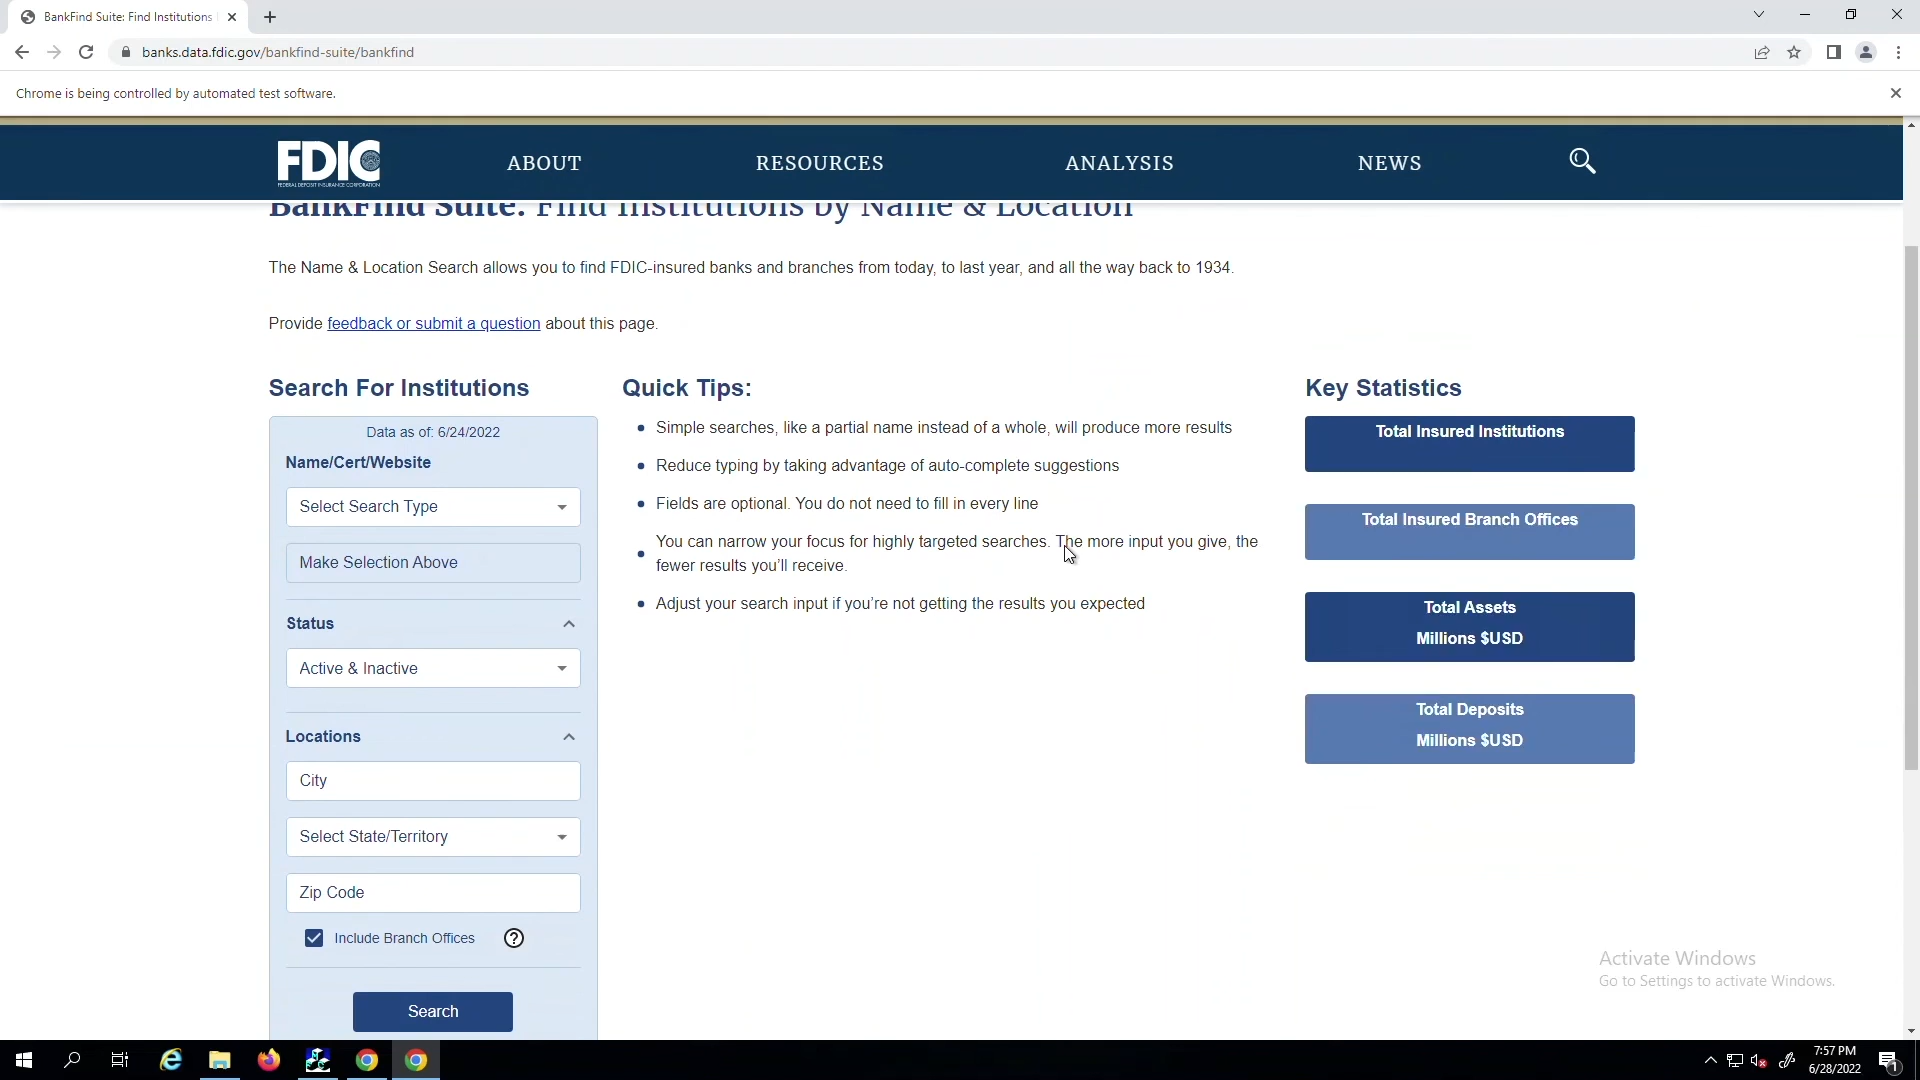 BankFind Suite: Find Institutions
banks.data.fdic.gov/bankfind-suite/bankfind
Chrome is being controlled by automated test software.
FDIC
FEDERAL DEPOSIT INSURANCE CORPORATION
ABOUT
RESOURCES
ANALYSIS
NEWS
BankFind Suite: Find Institutions by Name & Location
The Name & Location Search allows you to find FDIC-insured banks and branches from today, to last year, and all the way back to 1934.
Provide feedback or submit a question about this page.
Search For Institutions
Data as of: 6/24/2022
Name/Cert/Website
Select Search Type
Make Selection Above
Status
Active & Inactive
Locations
City
Select State/Territory
Zip Code
Include Branch Offices
?
Search
Quick Tips:
Simple searches, like a partial name instead of a whole, will produce more results
Reduce typing by taking advantage of auto-complete suggestions
Fields are optional. You do not need to fill in every line
You can narrow your focus for highly targeted searches. The more input you give, the
fewer results you’ll receive.
Adjust your search input if you’re not getting the results you expected
Key Statistics
Total Insured Institutions
Total Insured Branch Offices
Total Assets
Millions $USD
Total Deposits
Millions $USD
Activate Windows
Go to Settings to activate Windows.
7:57 PM
6/28/2022
1